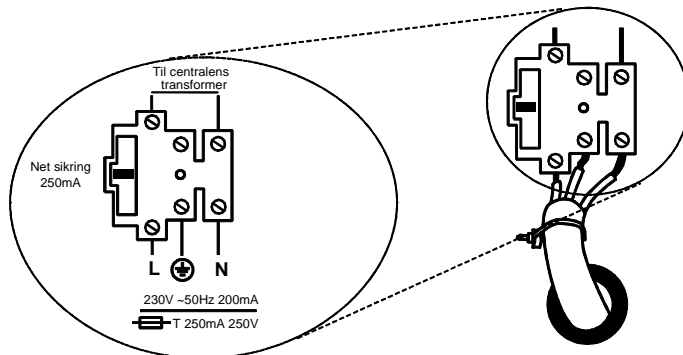 Til centralens
transformer
Net sikring
250mA
L N
230V ~50Hz 200mA
T 250mA 250V